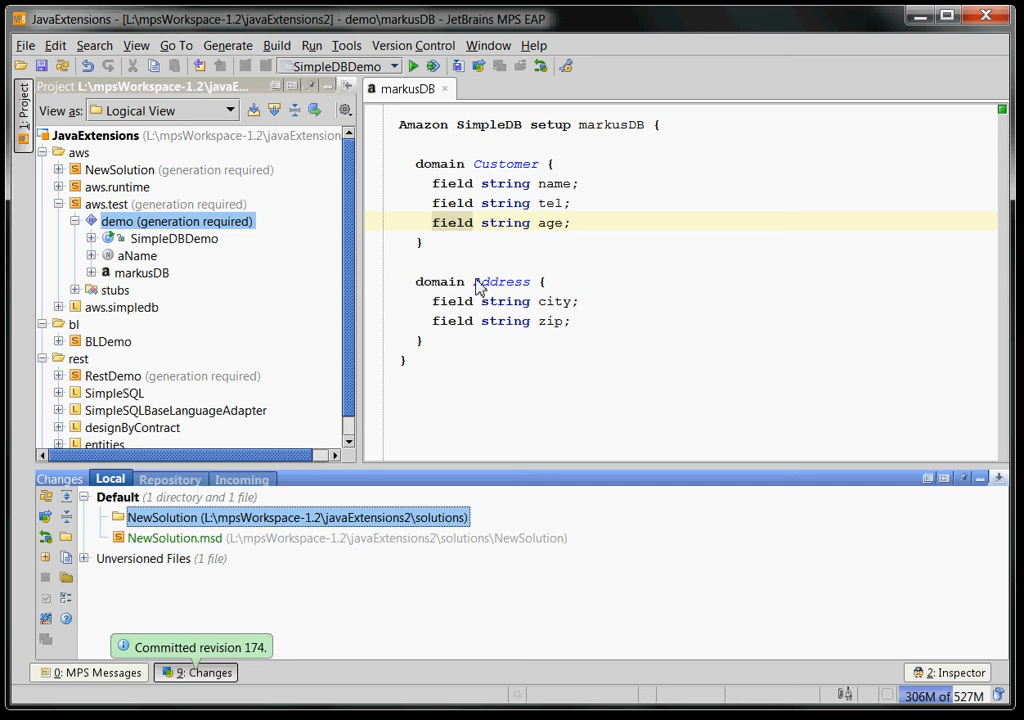 JavaExtensions - [L:\mpsWorkspace-1.2\javaExtensions2] - demo\markusDB - JetBrains MPS EAP
File Edit Search View Go To Generate Build Run Tools Version Control Window Help
SimpleDBDemo
Project L:\mpsWorkspace-1.2\javaE...
markusDB
1: Project
View as: Logical View
JavaExtensions (L:\mpsWorkspace-1.2\javaExtension
aws
NewSolution (generation required)
aws.runtime
aws.test (generation required)
demo (generation required)
SimpleDBDemo
aName
markusDB
stubs
aws.simpledb
bl
BLDemo
rest
RestDemo (generation required)
SimpleSQL
SimpleSQLBaseLanguageAdapter
designByContract
entities
Amazon SimpleDB setup markusDB {
domain Customer {
field string name;
field string tel;
field string age;
}
domain Address {
field string city;
field string zip;
}
}
Changes Local Repository Incoming
Default (1 directory and 1 file)
NewSolution (L:\mpsWorkspace-1.2\javaExtensions2\solutions)
NewSolution.msd (L:\mpsWorkspace-1.2\javaExtensions2\solutions\NewSolution)
Unversioned Files (1 file)
Committed revision 174.
0: MPS Messages 9: Changes 2: Inspector
306M of 527M